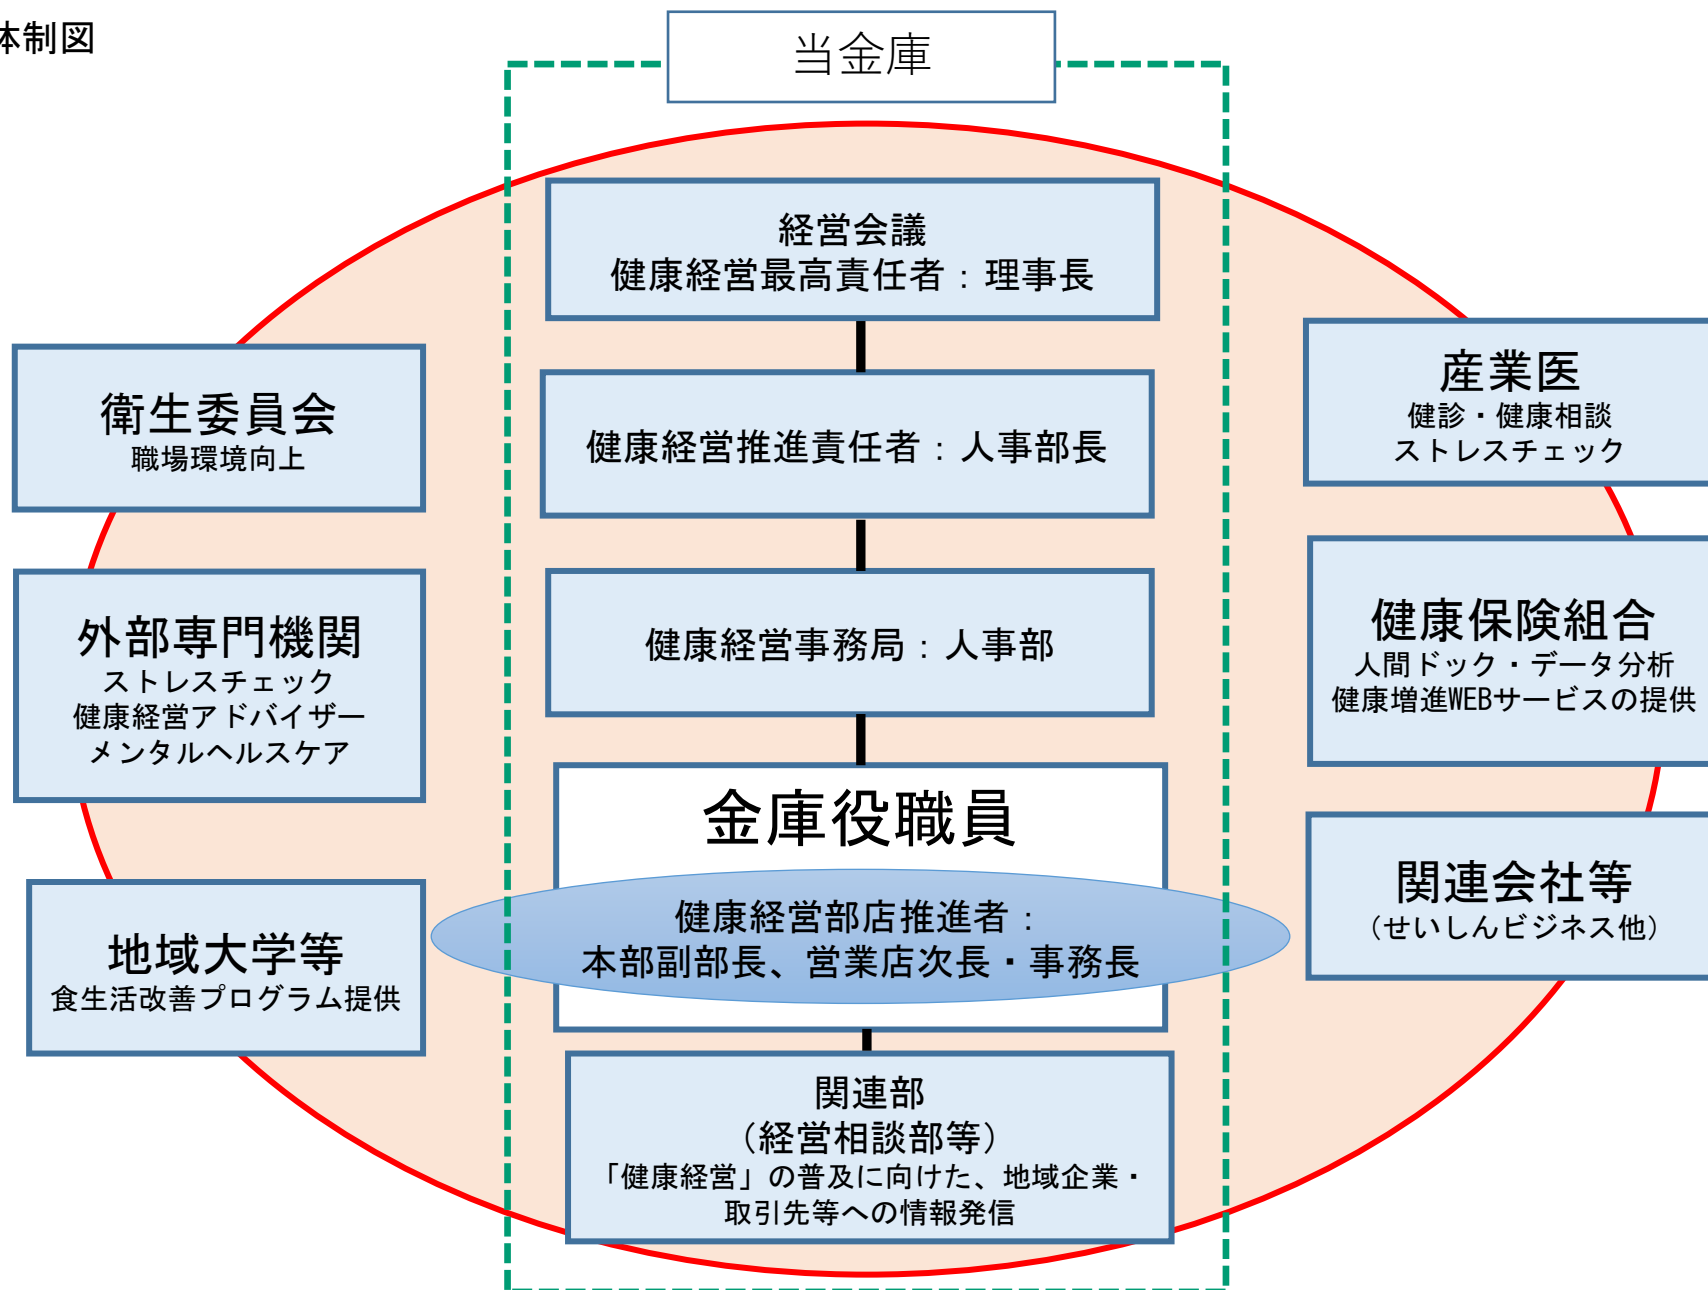 体制図
当金庫
経営会議
健康経営最高責任者：理事長
健康経営推進責任者：人事部長
健康経営事務局：人事部
金庫役職員
健康経営部店推進者：
本部副部長、営業店次長・事務長
関連部
（経営相談部等）
「健康経営」の普及に向けた、地域企業・
取引先等への情報発信
衛生委員会
職場環境向上
外部専門機関
ストレスチェック
健康経営アドバイザー
メンタルヘルスケア
地域大学等
食生活改善プログラム提供
産業医
健診・健康相談
ストレスチェック
健康保険組合
人間ドック・データ分析
健康増進WEBサービスの提供
関連会社等
（せいしんビジネス他）